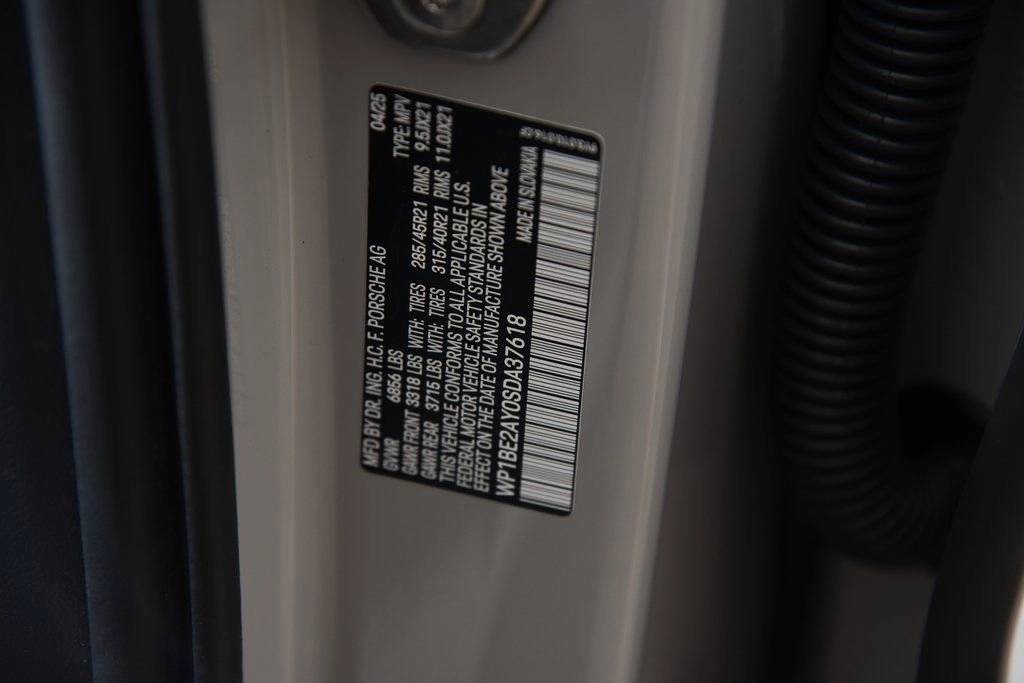 MFD BY DR. ING. H.C. F. PORSCHE AG 04/25
GVWR 6856 LBS TYPE: MPV
GAWR FRONT 3318 LBS WITH: TIRES 285/45R21 RIMS 9.5JX21
GAWR REAR 3715 LBS WITH: TIRES 315/40R21 RIMS 11.0JX21
THIS VEHICLE CONFORMS TO ALL APPLICABLE U.S.
FEDERAL MOTOR VEHICLE SAFETY STANDARDS IN
EFFECT ON THE DATE OF MANUFACTURE SHOWN ABOVE
WP1BE2AY0SDA37618 MADE IN SLOVAKIA